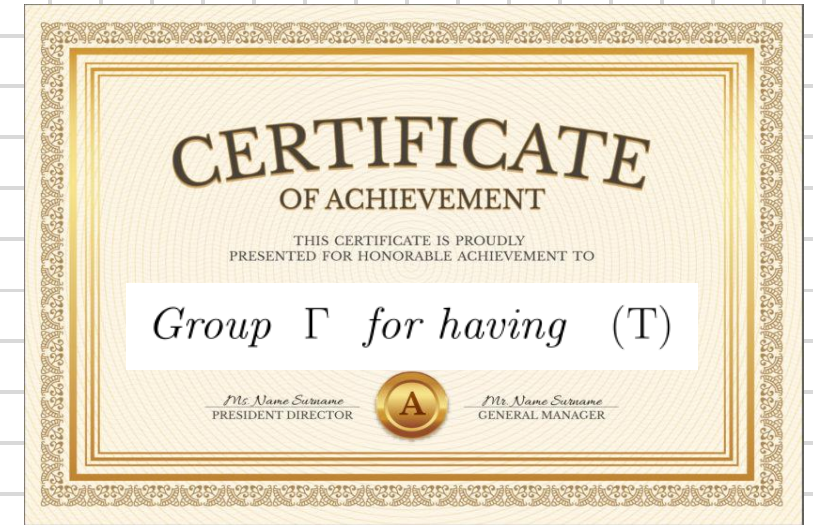 CERTIFICATE
OF ACHIEVEMENT
THIS CERTIFICATE IS PROUDLY
PRESENTED FOR HONORABLE ACHIEVEMENT TO
Group Γ for having (T)
Ms. Name Surname
PRESIDENT DIRECTOR
A
Mr. Name Surname
GENERAL MANAGER